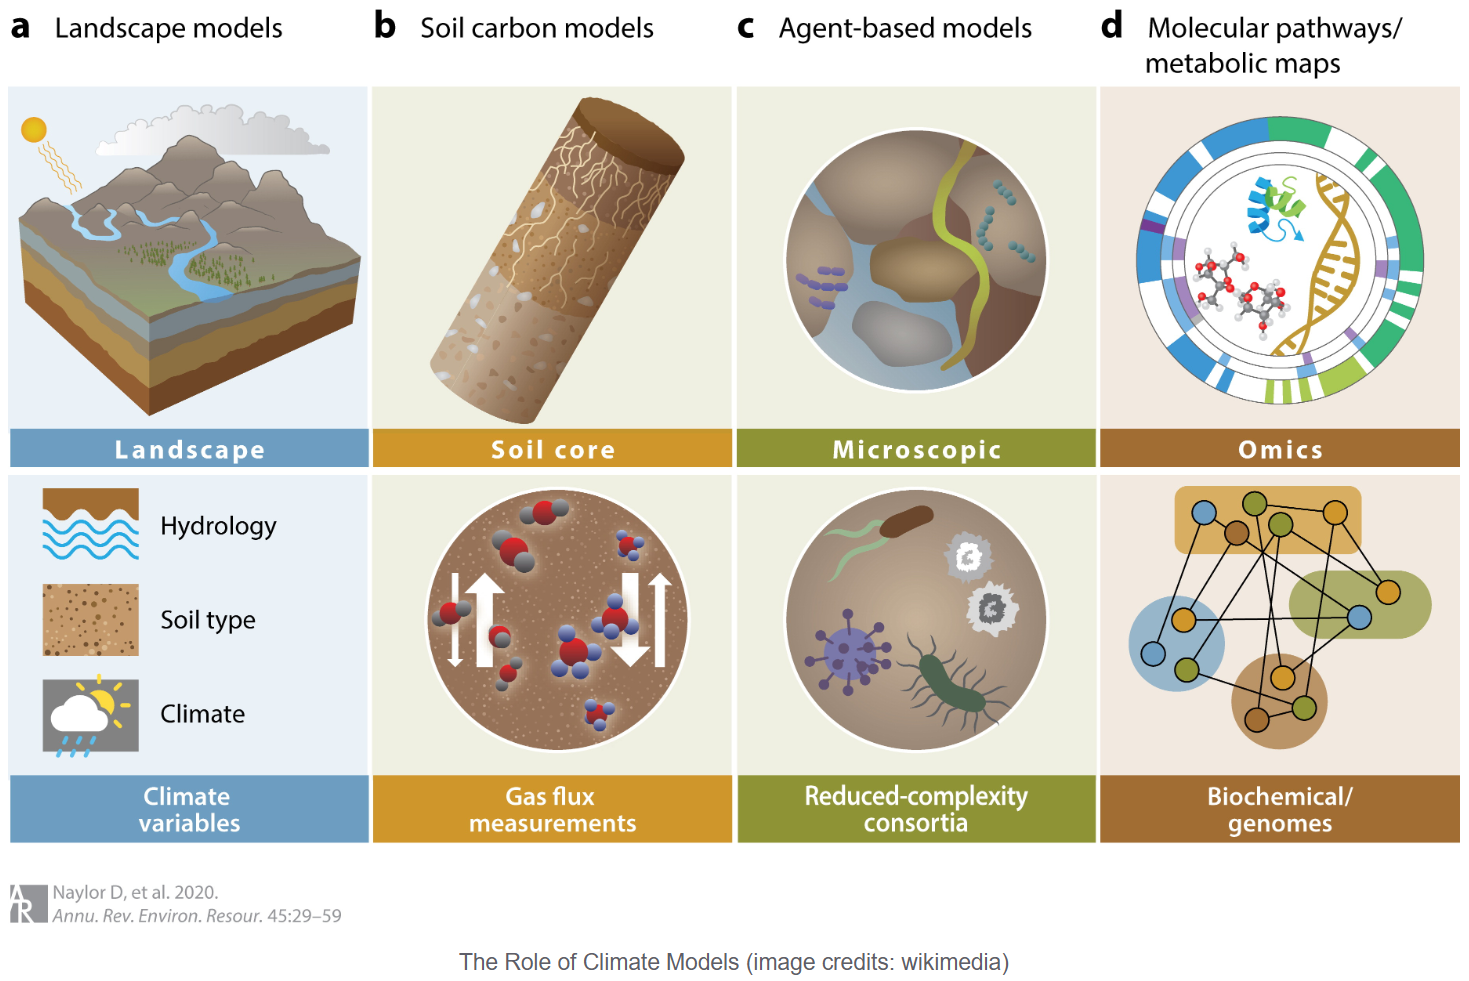 a Landscape models
b Soil carbon models
c Agent-based models
d Molecular pathways/
metabolic maps
Landscape
Soil core
Microscopic
Omics
Hydrology
Soil type
Climate
Climate
variables
Gas flux
measurements
Reduced-complexity
consortia
Biochemical/
genomes
AR
Naylor D, et al. 2020.
Annu. Rev. Environ. Resour. 45:29–59
The Role of Climate Models (image credits: wikimedia)